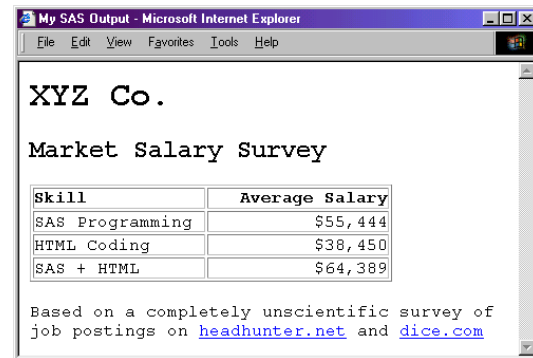 My SAS Output - Microsoft Internet Explorer
File Edit View Favorites Tools Help
XYZ Co.
Market Salary Survey
Skill Average Salary
SAS Programming $55,444
HTML Coding $38,450
SAS + HTML $64,389
Based on a completely unscientific survey of
job postings on headhunter.net and dice.com